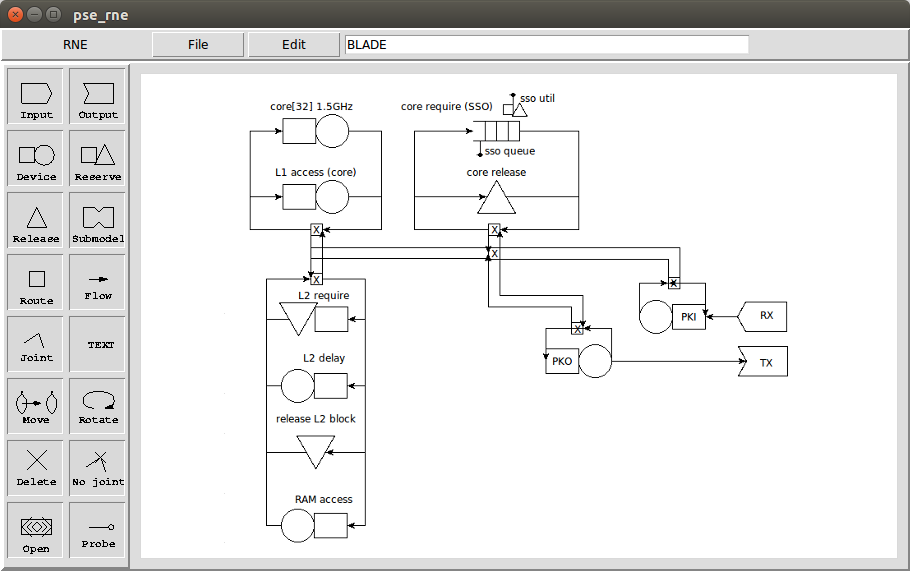 pse_rne
RNE
File
Edit
BLADE
Input
Output
Device
Reserve
Release
Submodel
Route
Flow
Joint
TEXT
Move
Rotate
Delete
No joint
Open
Probe
core[32] 1.5GHz
L1 access (core)
X
core require (SSO)
sso util
sso queue
core release
X
X
X
L2 require
L2 delay
release L2 block
RAM access
X
PKI
RX
X
PKO
TX